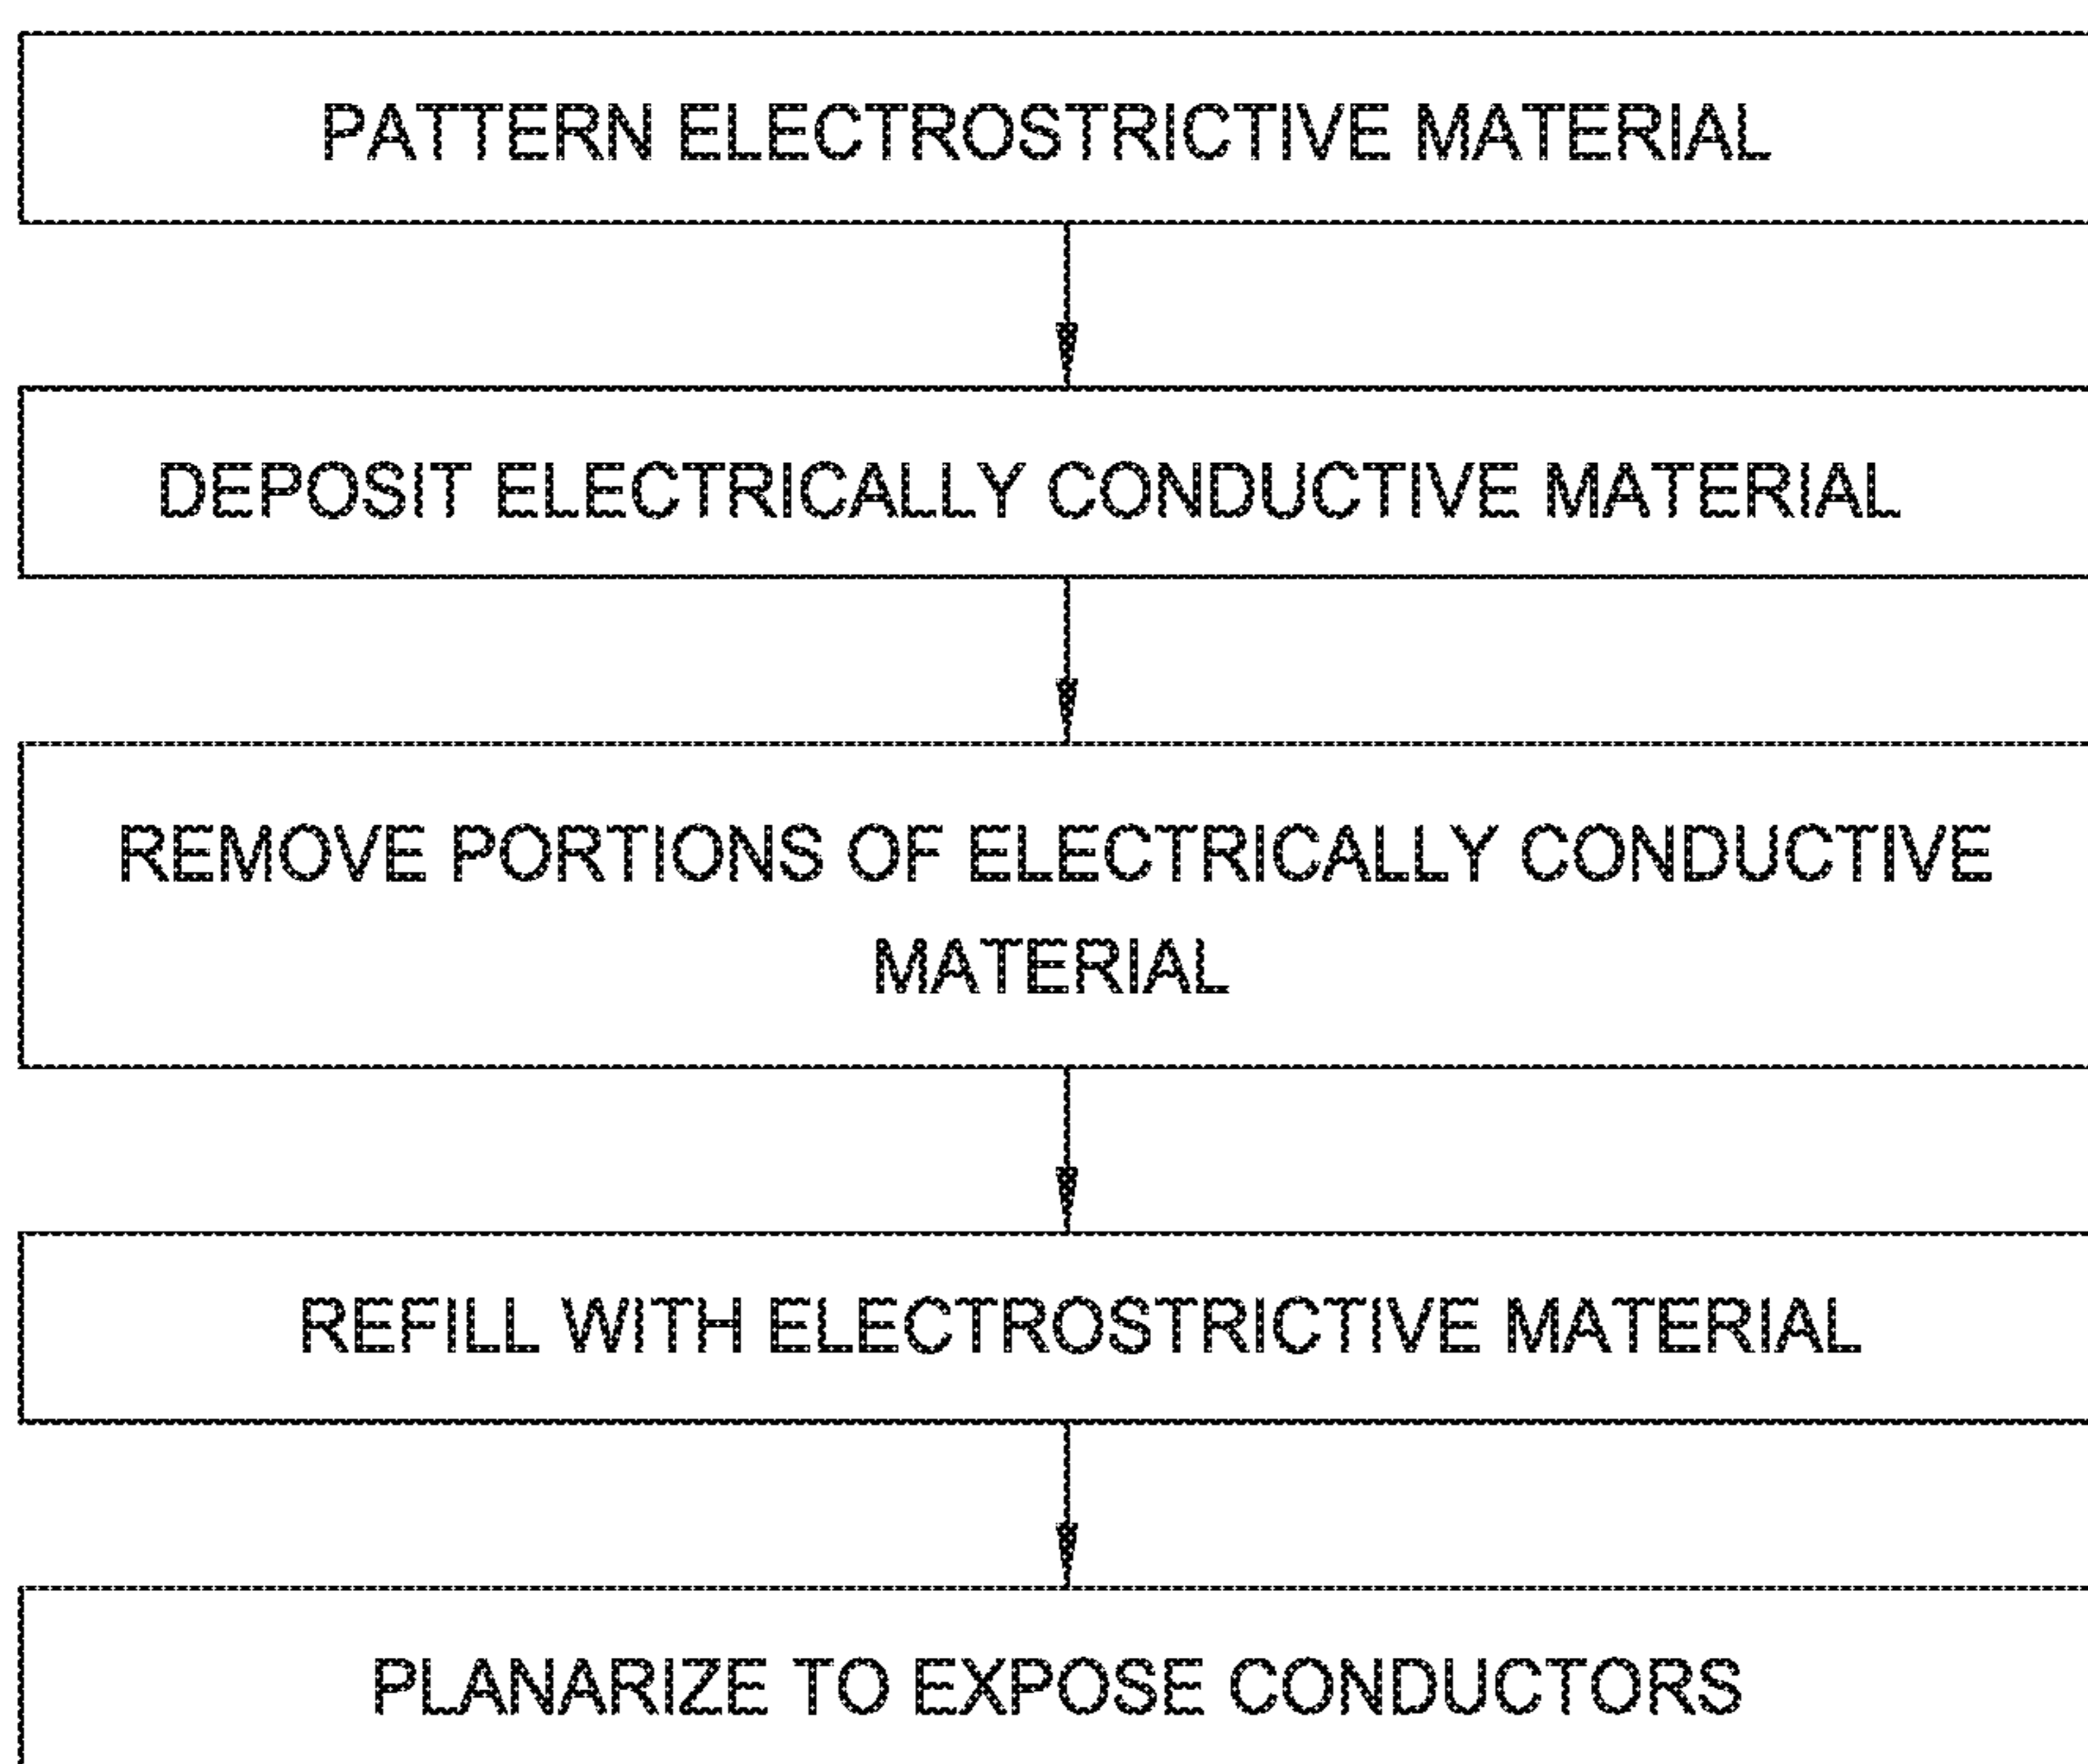 PATTERN ELECTROSTRICTIVE MATERIAL
DEPOSIT ELECTRICALLY CONDUCTIVE MATERIAL
REMOVE PORTIONS OF ELECTRICALLY CONDUCTIVE
MATERIAL
REFILL WITH ELECTROSTRICTIVE MATERIAL
PLANARIZE TO EXPOSE CONDUCTORS